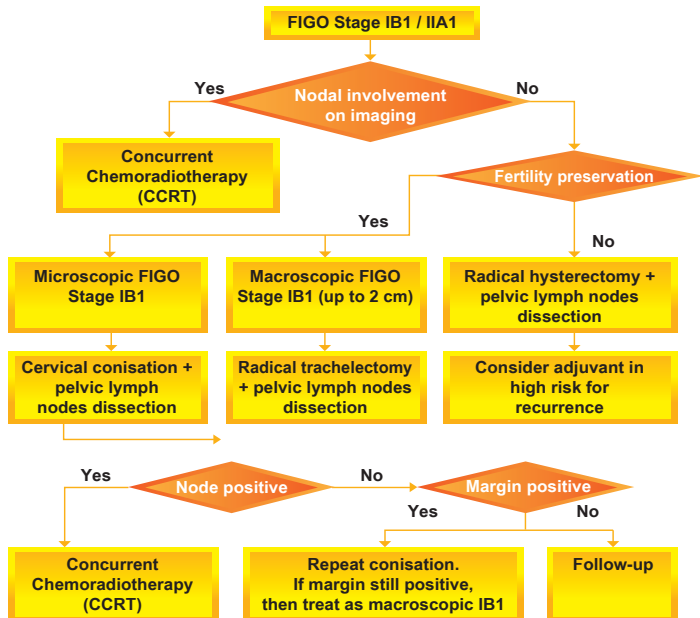 FIGO Stage IB1 / IIA1
Yes
No
Nodal involvement
on imaging
Concurrent
Chemoradiotherapy
(CCRT)
Fertility preservation
Yes
No
Microscopic FIGO
Stage IB1
Macroscopic FIGO
Stage IB1 (up to 2 cm)
Radical hysterectomy +
pelvic lymph nodes
dissection
Cervical conisation +
pelvic lymph
nodes dissection
Radical trachelectomy
+ pelvic lymph nodes
dissection
Consider adjuvant in
high risk for
recurrence
Yes
Node positive
No
Margin positive
Yes
No
Concurrent
Chemoradiotherapy
(CCRT)
Repeat conisation.
If margin still positive,
then treat as macroscopic IB1
Follow-up